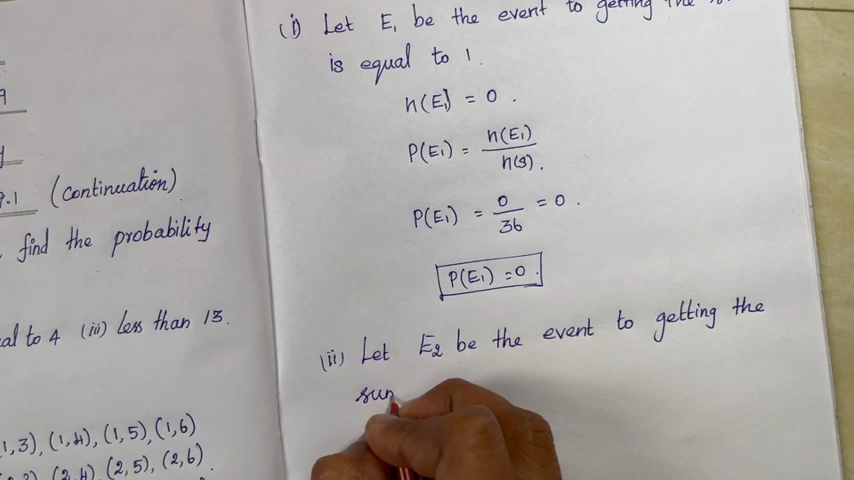 9
9.1 (continuation)
find the probability
al to 4 (iii) Less than 13.
1,3), (1,4), (1,5), (1,6)
(2,4) (2,5), (2,6).
(i) Let E₁ be the event to getting the
is equal to 1.
n(E₁) = 0.
P(E₁) = n(E₁)/n(s).
P(E₁) = 0/36 = 0.
P(E₁) = 0.
(ii) Let E₂ be the event to getting the
sum